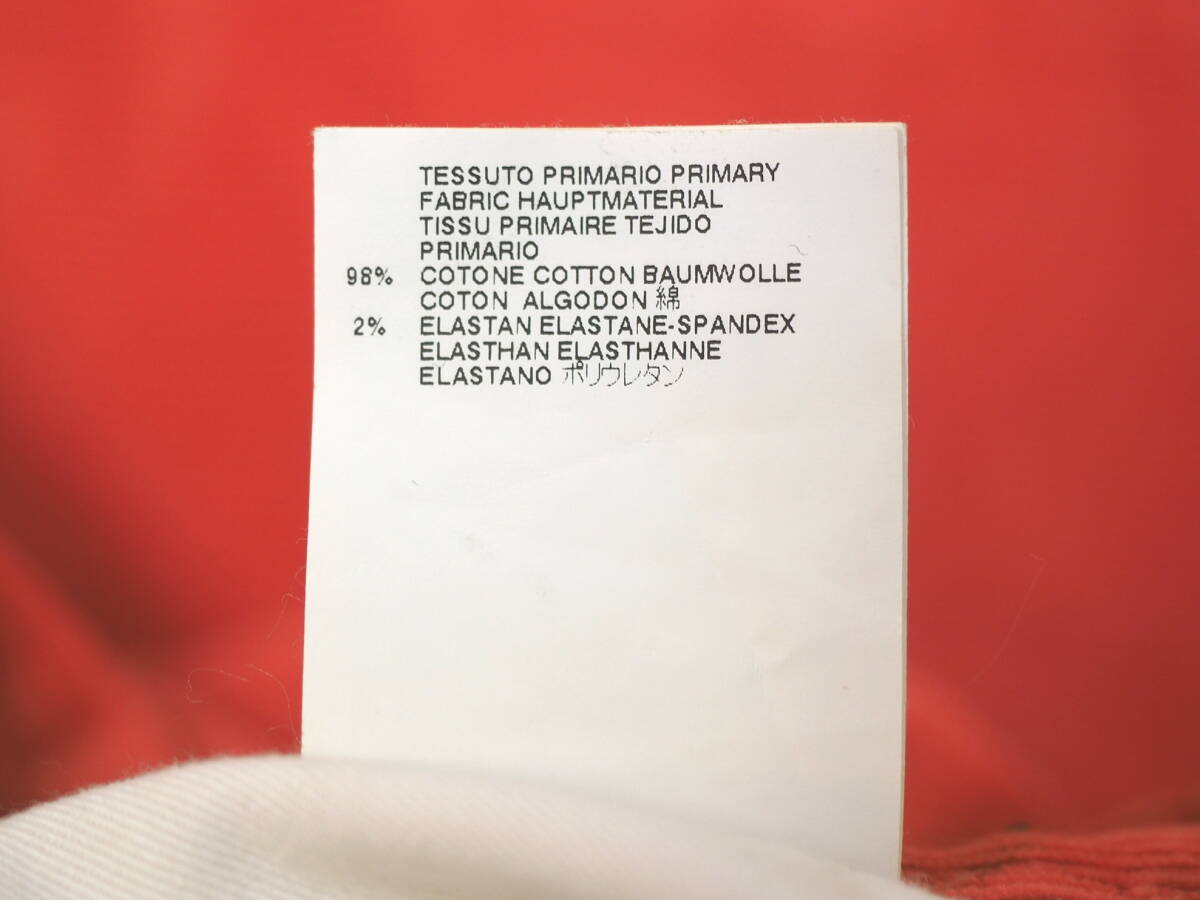 TESSUTO PRIMARIO PRIMARY
FABRIC HAUPTMATERIAL
TISSU PRIMAIRE TEJIDO
PRIMARIO
98% COTONE COTTON BAUMWOLLE
COTON ALGODON 綿
2% ELASTAN ELASTANE-SPANDEX
ELASTHAN ELASTHANNE
ELASTANO ポリウレタン